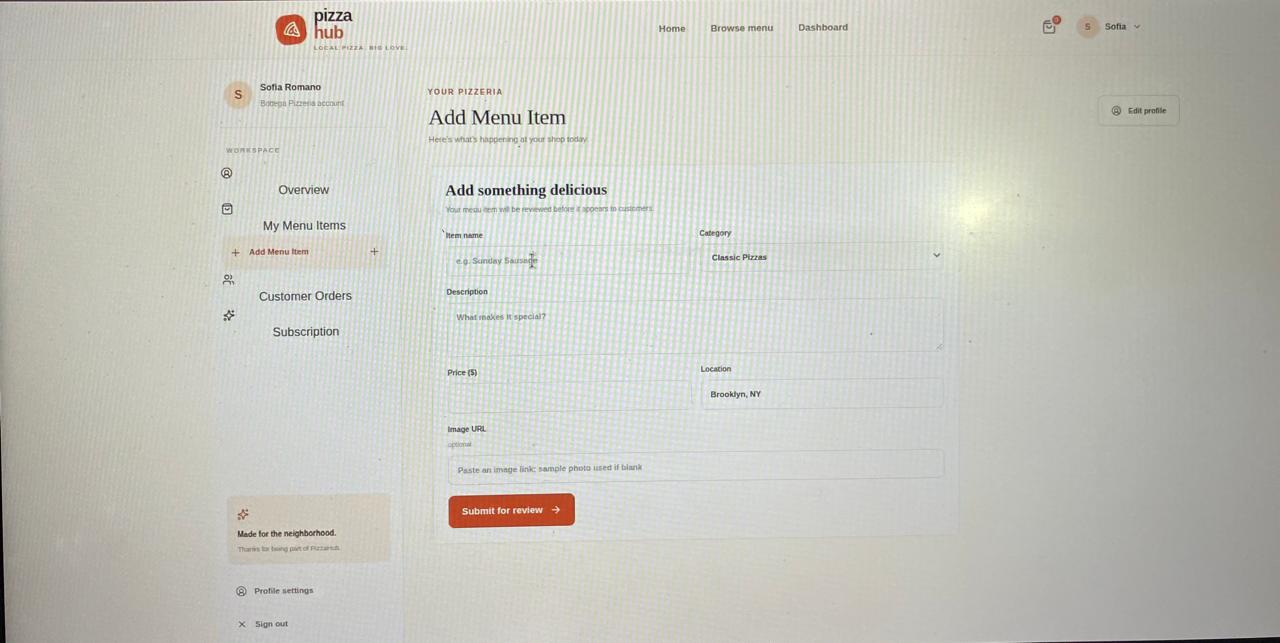 pizza
hub
LOCAL PIZZA. BIG LOVE.
Home
Browse menu
Dashboard
0
S
Sofia
S
Sofia Romano
Bottega Pizzeria account
WORKSPACE
Overview
My Menu Items
+ Add Menu Item +
Customer Orders
Subscription
Made for the neighborhood.
Thanks for being part of PizzaHub.
Profile settings
Sign out
YOUR PIZZERIA
Add Menu Item
Here's what's happening at your shop today.
Edit profile
Add something delicious
Your menu item will be reviewed before it appears to customers.
Item name
e.g. Sunday Sausage
Category
Classic Pizzas
Description
What makes it special?
Price ($)
Location
Brooklyn, NY
Image URL
optional
Paste an image link; sample photo used if blank
Submit for review →